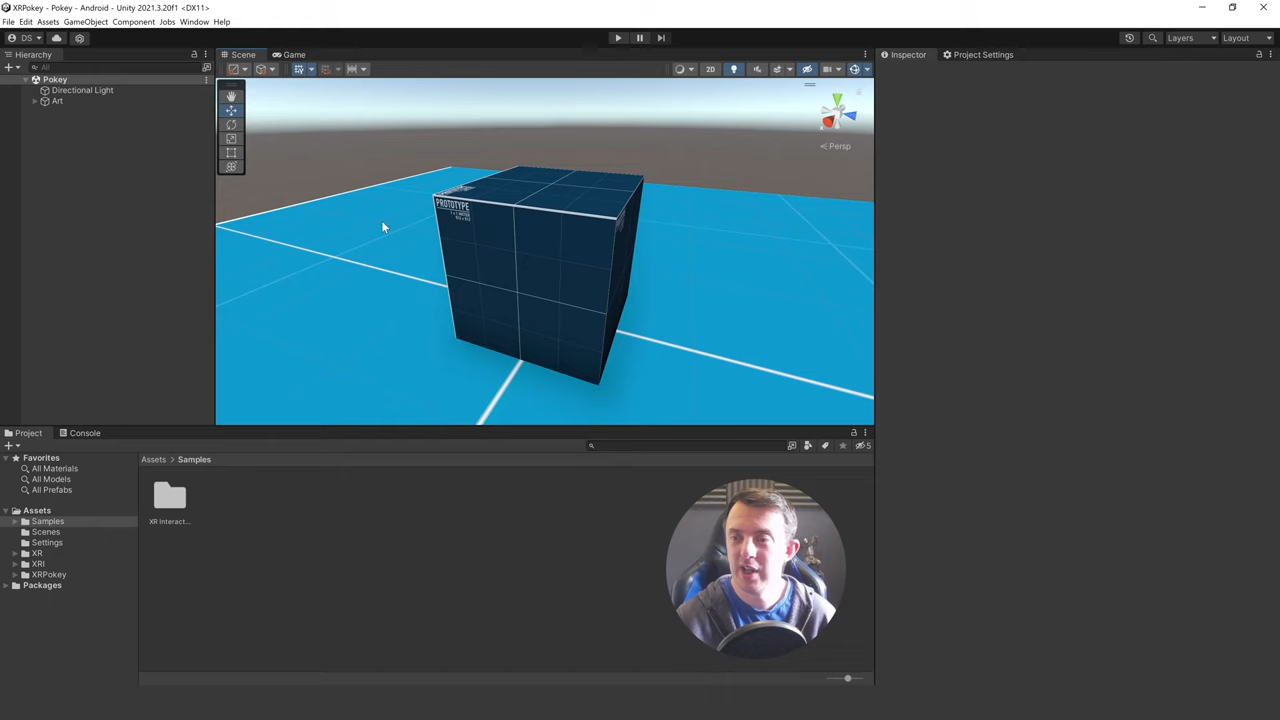 XRPokey - Pokey - Android - Unity 2021.3.20f1 <DX11>
File Edit Assets GameObject Component Jobs Window Help
DS
Layers Layout
Hierarchy
Scene Game
Inspector Project Settings
All
2D
Pokey
Directional Light
Art
Persp
PROTOTYPE
Project Console
5
Favorites
All Materials
All Models
All Prefabs
Assets > Samples
XR Interact...
Assets
Samples
Scenes
Settings
XR
XRI
XRPokey
Packages